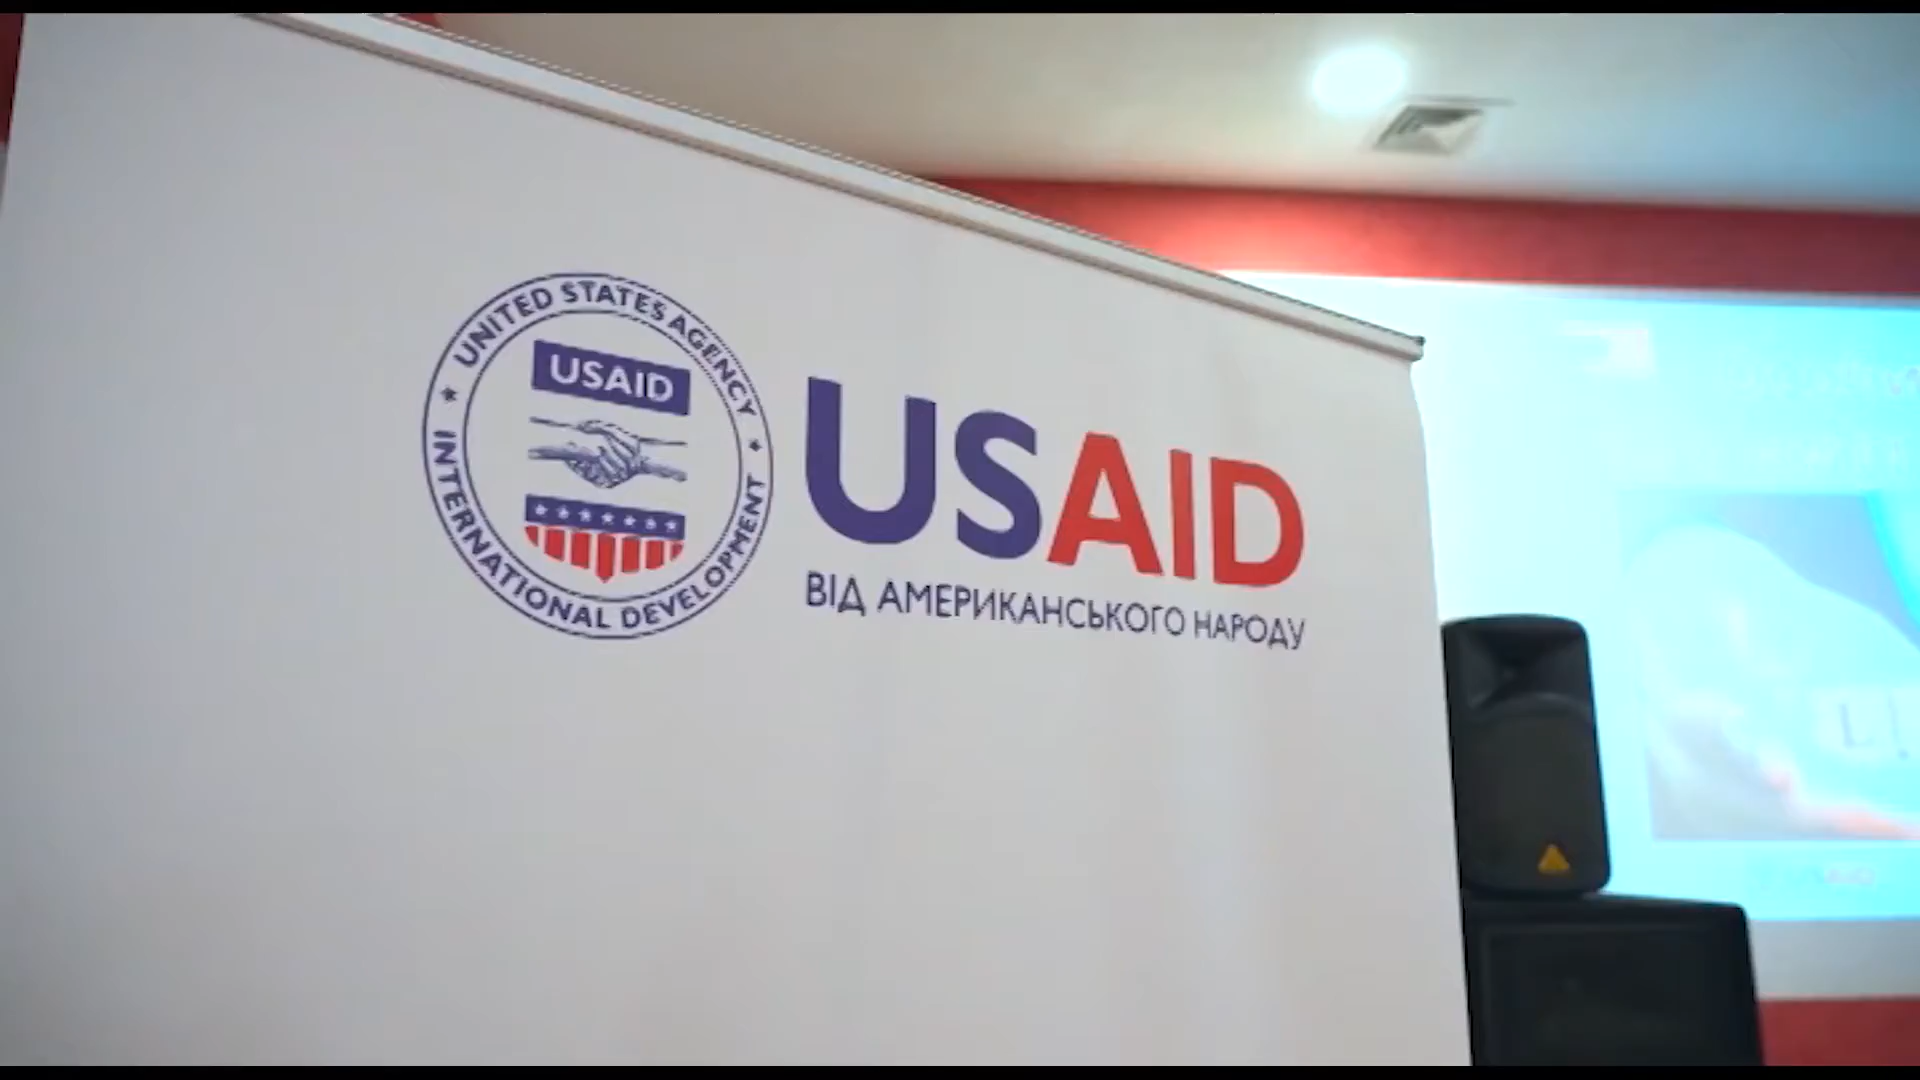 UNITED STATES AGENCY
INTERNATIONAL DEVELOPMENT
USAID
USAID
ВІД АМЕРИКАНСЬКОГО НАРОДУ